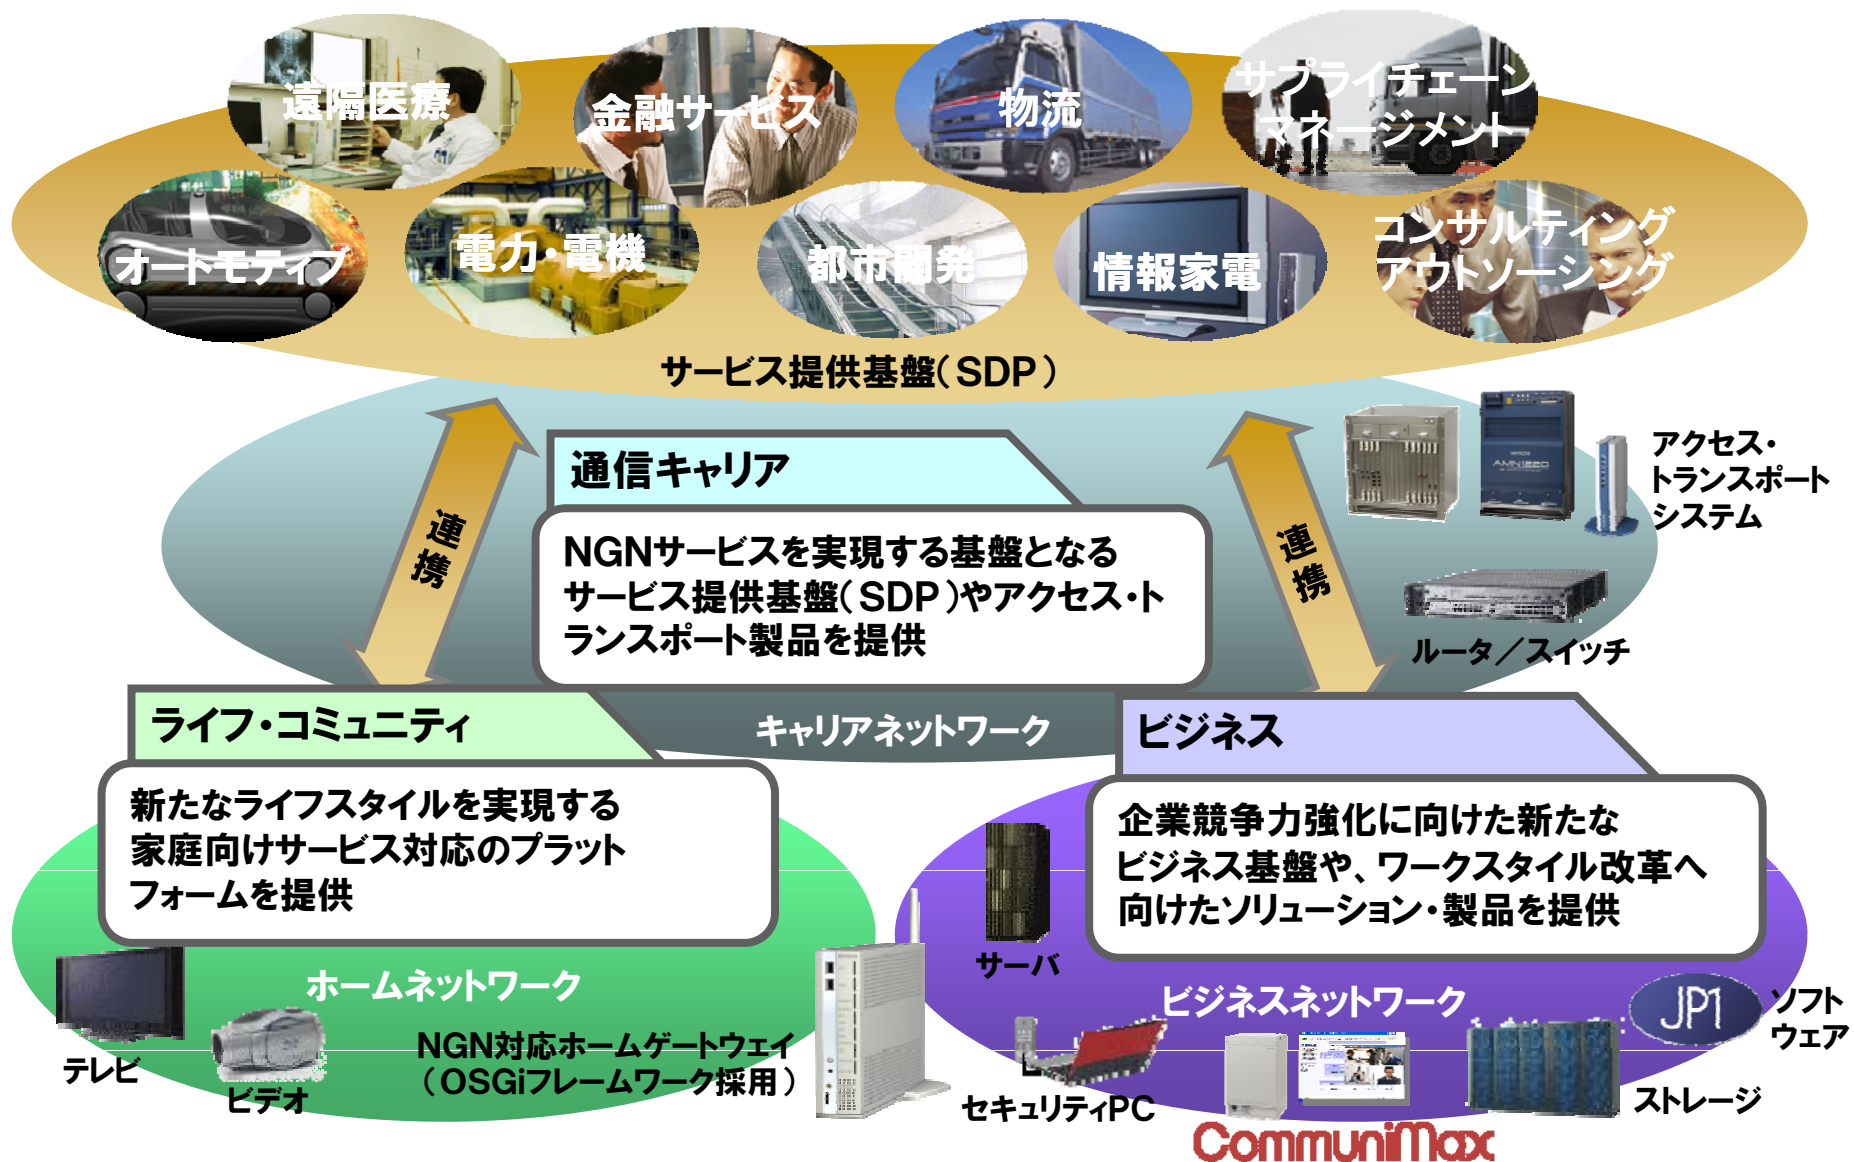 遠隔医療
金融サービス
物流
サプライチェーン
マネージメント
オートモティブ
電力・電機
都市開発
情報家電
コンサルティング
アウトソーシング
サービス提供基盤(SDP)
連携
通信キャリア
NGNサービスを実現する基盤となる
サービス提供基盤(SDP)やアクセス・ト
ランスポート製品を提供
連携
HITACHI
AMN1220
アクセス・
トランスポート
システム
ルータ/スイッチ
キャリアネットワーク
ライフ・コミュニティ
新たなライフスタイルを実現する
家庭向けサービス対応のプラット
フォームを提供
ホームネットワーク
テレビ
ビデオ
NGN対応ホームゲートウェイ
(OSGiフレームワーク採用)
ビジネス
企業競争力強化に向けた新たな
ビジネス基盤や、ワークスタイル改革へ
向けたソリューション・製品を提供
サーバ
ビジネスネットワーク
JP1
ソフト
ウェア
セキュリティPC
ストレージ
CommuniMax